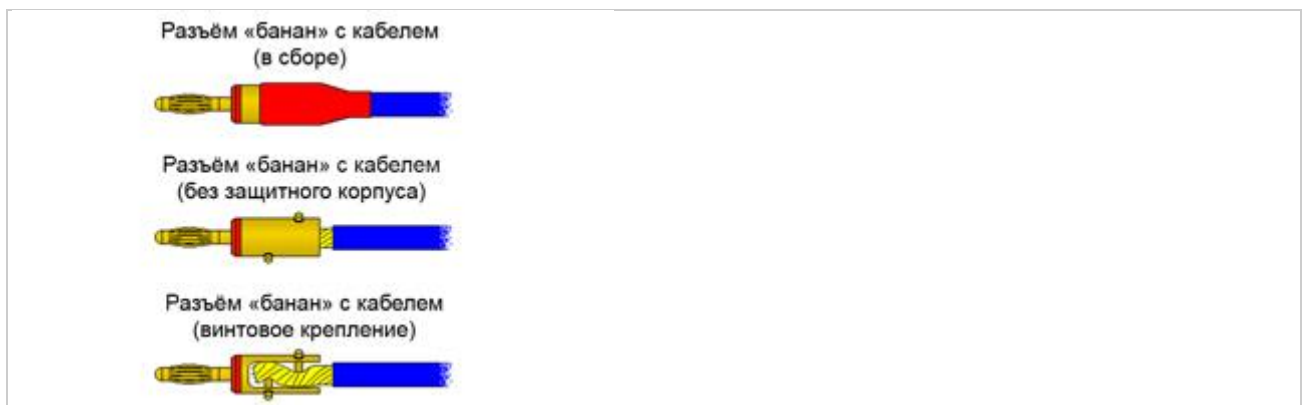 Разъём «банан» с кабелем
(в сборе)
Разъём «банан» с кабелем
(без защитного корпуса)
Разъём «банан» с кабелем
(винтовое крепление)